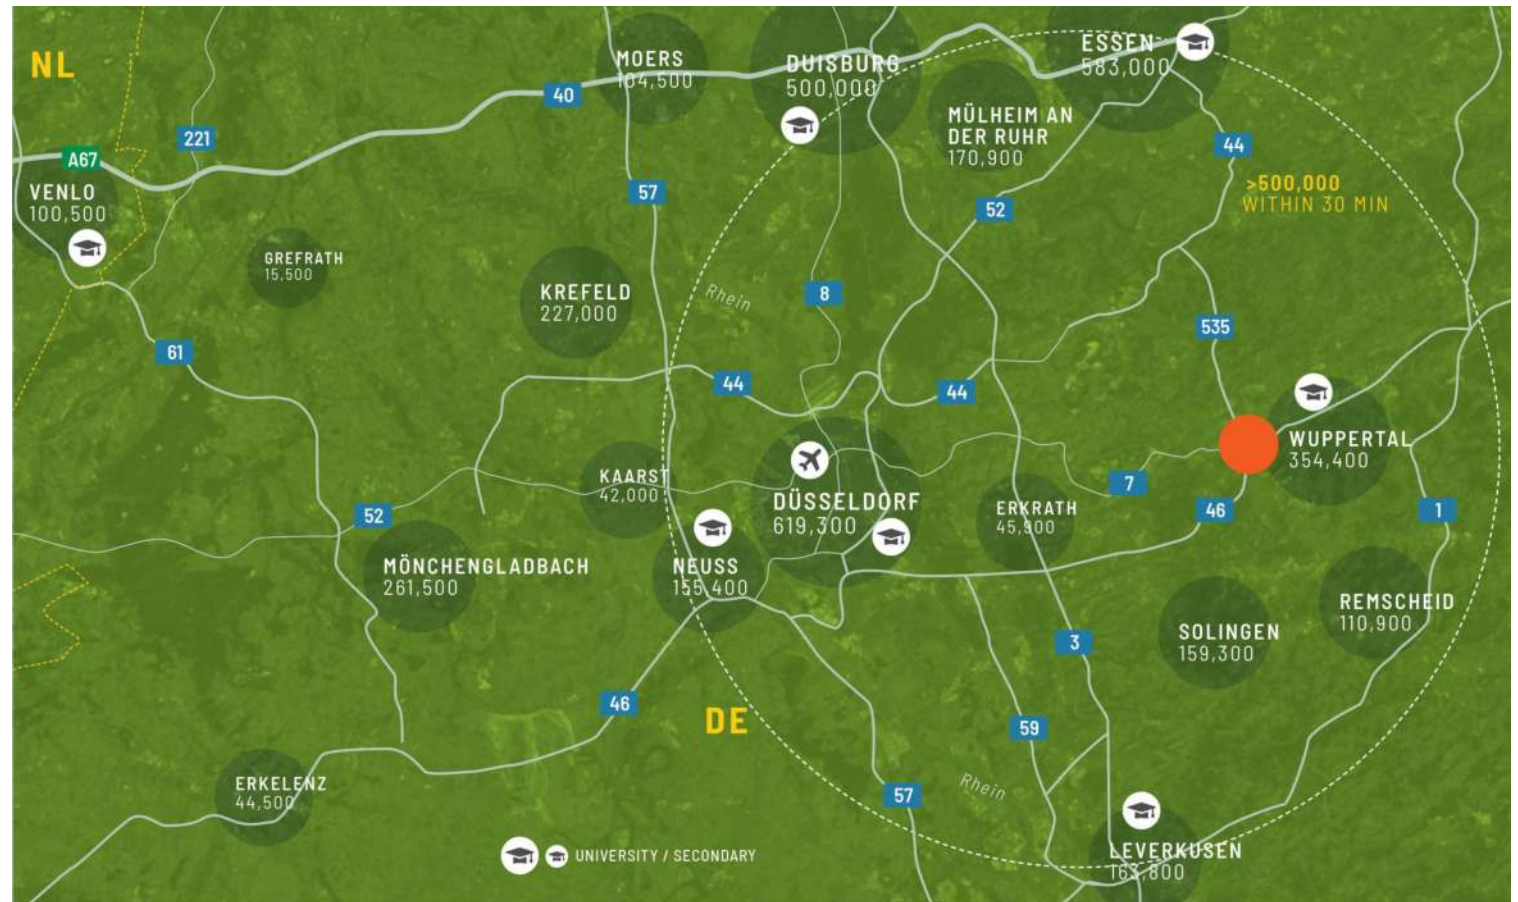 NL
MOERS
104,500
DUISBURG
500,000
ESSEN
583,000
40
MÜLHEIM AN
DER RUHR
170,900
221
44
A67
VENLO
100,500
57
>500,000
WITHIN 30 MIN
52
GREFRATH
15,500
KREFELD
227,000
Rhein
8
535
61
44
44
WUPPERTAL
354,400
KAARST
42,000
DÜSSELDORF
619,300
7
ERKRATH
45,900
46
1
52
MÖNCHENGLADBACH
261,500
NEUSS
155,400
REMSCHEID
110,900
SOLINGEN
159,300
3
46
DE
59
ERKELENZ
44,500
Rhein
57
UNIVERSITY / SECONDARY
LEVERKUSEN
163,800